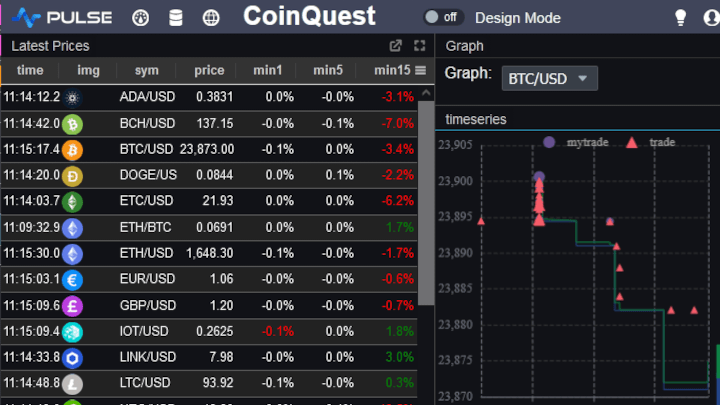 PULSE CoinQuest off Design Mode
Latest Prices
time img sym price min1 min5 min15
11:14:12.2 ADA/USD 0.3831 0.0% -0.0% -3.1%
11:14:42.0 BCH/USD 137.15 -0.0% -0.1% -7.0%
11:15:17.4 BTC/USD 23,873.00 -0.1% 0.0% -3.4%
11:14:20.0 DOGE/US 0.0844 0.0% 0.1% -2.2%
11:14:03.7 ETC/USD 21.93 0.0% 0.0% -6.2%
11:09:32.9 ETH/BTC 0.0691 0.0% 0.0% 1.7%
11:15:30.0 ETH/USD 1,648.30 -0.1% -0.0% -1.7%
11:15:03.1 EUR/USD 1.06 -0.0% -0.0% -0.6%
11:15:09.6 GBP/USD 1.20 -0.0% -0.0% -0.7%
11:15:09.4 IOT/USD 0.2625 -0.1% 0.0% 1.8%
11:14:33.8 LINK/USD 7.98 -0.0% -0.0% 3.0%
11:14:48.8 LTC/USD 93.92 -0.1% -0.0% 0.3%
Graph
Graph: BTC/USD
timeseries
mytrade trade
23,905
23,900
23,895
23,890
23,885
23,880
23,875
23,870